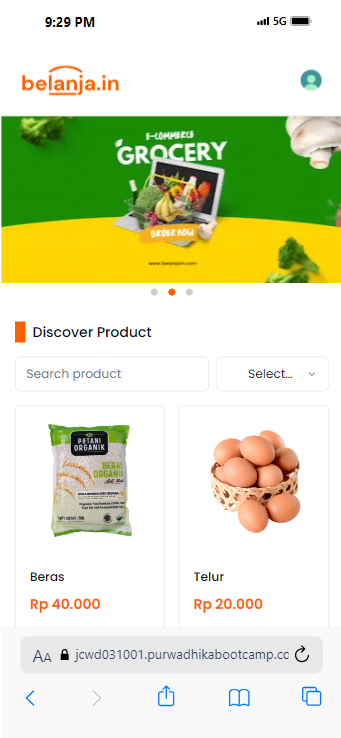 9:29 PM
5G
belanja.in
E-COMMERCE
GROCERY
ORDER NOW
www.belanjain.com
Discover Product
Search product
Select...
PETANI
ORGANIK
BERAS
ORGANIK
Beras
Telur
Rp 40.000
Rp 20.000
AA
jcwd031001.purwadhikabootcamp.co